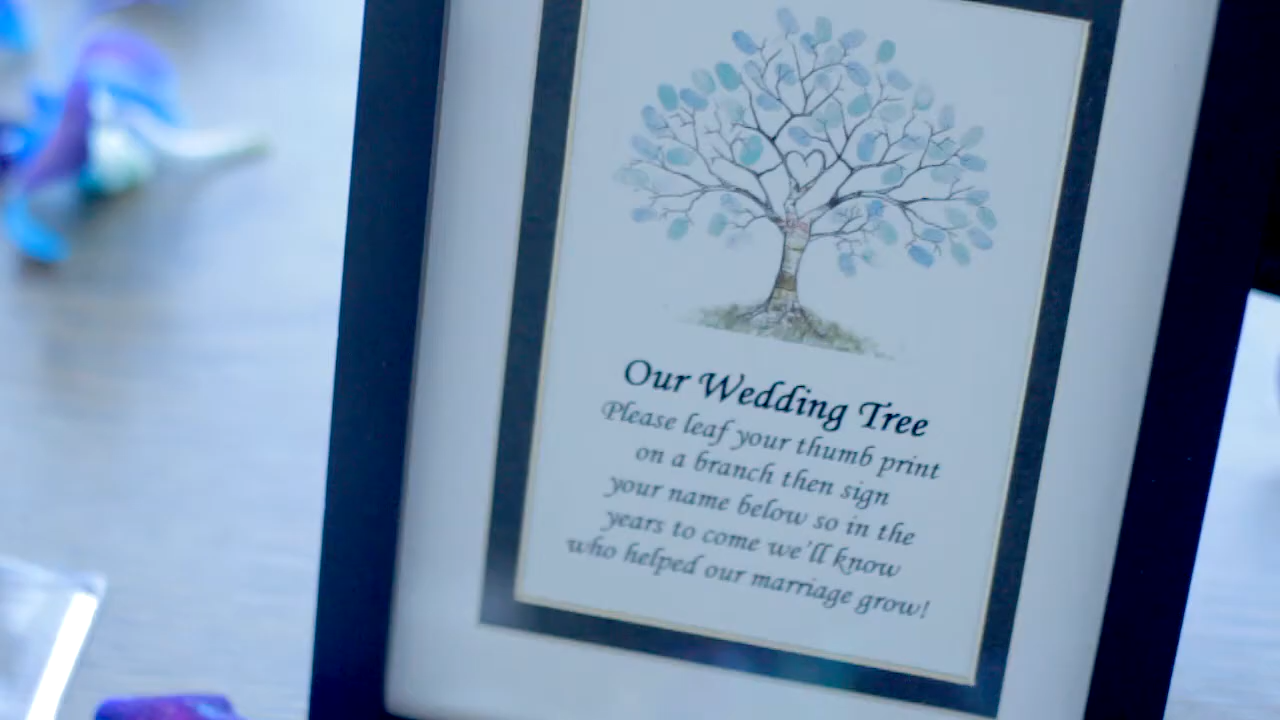 Our Wedding Tree
Please leaf your thumb print
on a branch then sign
your name below so in the
years to come we'll know
who helped our marriage grow!